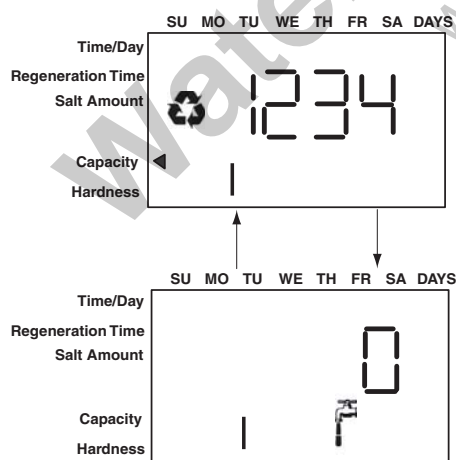 SU MO TU WE TH FR SA DAYS
Time/Day
Regeneration Time
Salt Amount
1234
Capacity
1
Hardness
SU MO TU WE TH FR SA DAYS
Time/Day
Regeneration Time
Salt Amount
0
Capacity
1
Hardness